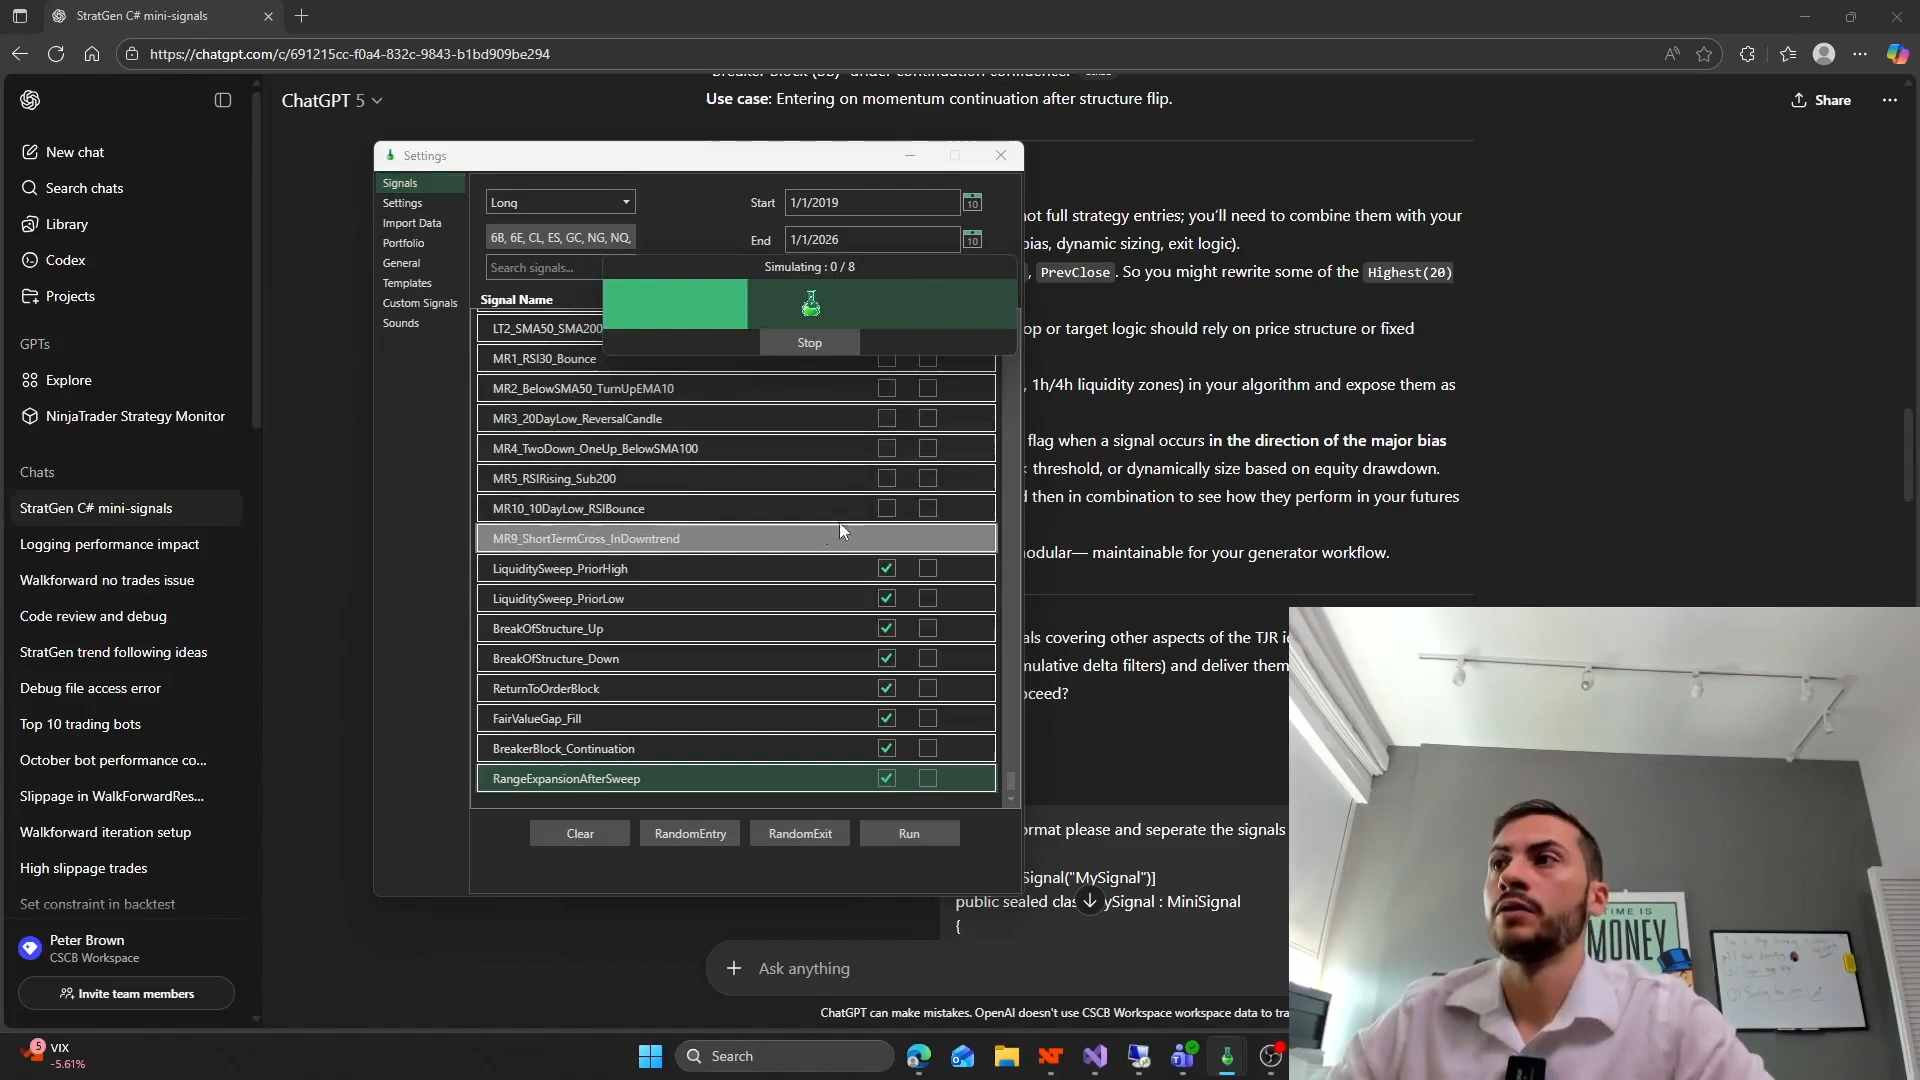 StratGen C# mini-signals
https://chatgpt.com/c/691215cc-f0a4-832c-9843-b1bd909be294
New chat
Search chats
Library
Codex
Projects
GPTs
Explore
NinjaTrader Strategy Monitor
Chats
StratGen C# mini-signals
Logging performance impact
Walkforward no trades issue
Code review and debug
StratGen trend following ideas
Debug file access error
Top 10 trading bots
October bot performance co...
Slippage in WalkForwardRes...
Walkforward iteration setup
High slippage trades
Set constraint in backtest
Peter Brown
CSCB Workspace
Invite team members
ChatGPT 5
Share
Use case: Entering on momentum continuation after structure flip.
Settings
Signals
Settings
Import Data
Portfolio
General
Templates
Custom Signals
Sounds
Long
Start 1/1/2019
10
6B, 6E, CL, ES, GC, NG, NQ,
End 1/1/2026
10
Search signals...
Simulating : 0 / 8
Stop
Signal Name
LT2_SMA50_SMA200
MR1_RSI30_Bounce
MR2_BelowSMA50_TurnUpEMA10
MR3_20DayLow_ReversalCandle
MR4_TwoDown_OneUp_BelowSMA100
MR5_RSIRising_Sub200
MR10_10DayLow_RSIBounce
MR9_ShortTermCross_InDowntrend
LiquiditySweep_PriorHigh
LiquiditySweep_PriorLow
BreakOfStructure_Up
BreakOfStructure_Down
ReturnToOrderBlock
FairValueGap_Fill
BreakerBlock_Continuation
RangeExpansionAfterSweep
Clear
RandomEntry
RandomExit
Run
ot full strategy entries; you'll need to combine them with your
ias, dynamic sizing, exit logic).
, PrevClose . So you might rewrite some of the Highest(20)
op or target logic should rely on price structure or fixed
, 1h/4h liquidity zones) in your algorithm and expose them as
flag when a signal occurs in the direction of the major bias
threshold, or dynamically size based on equity drawdown.
then in combination to see how they perform in your futures
odular— maintainable for your generator workflow.
als covering other aspects of the TJR
mulative delta filters) and deliver them
ceed?
ormat please and seperate the signals
Signal("MySignal")]
public sealed clas ySignal : MiniSignal
{
Ask anything
ChatGPT can make mistakes. OpenAI doesn't use CSCB Workspace workspace data to tra
TIME IS
MONEY
5
VIX
-5.61%
Search